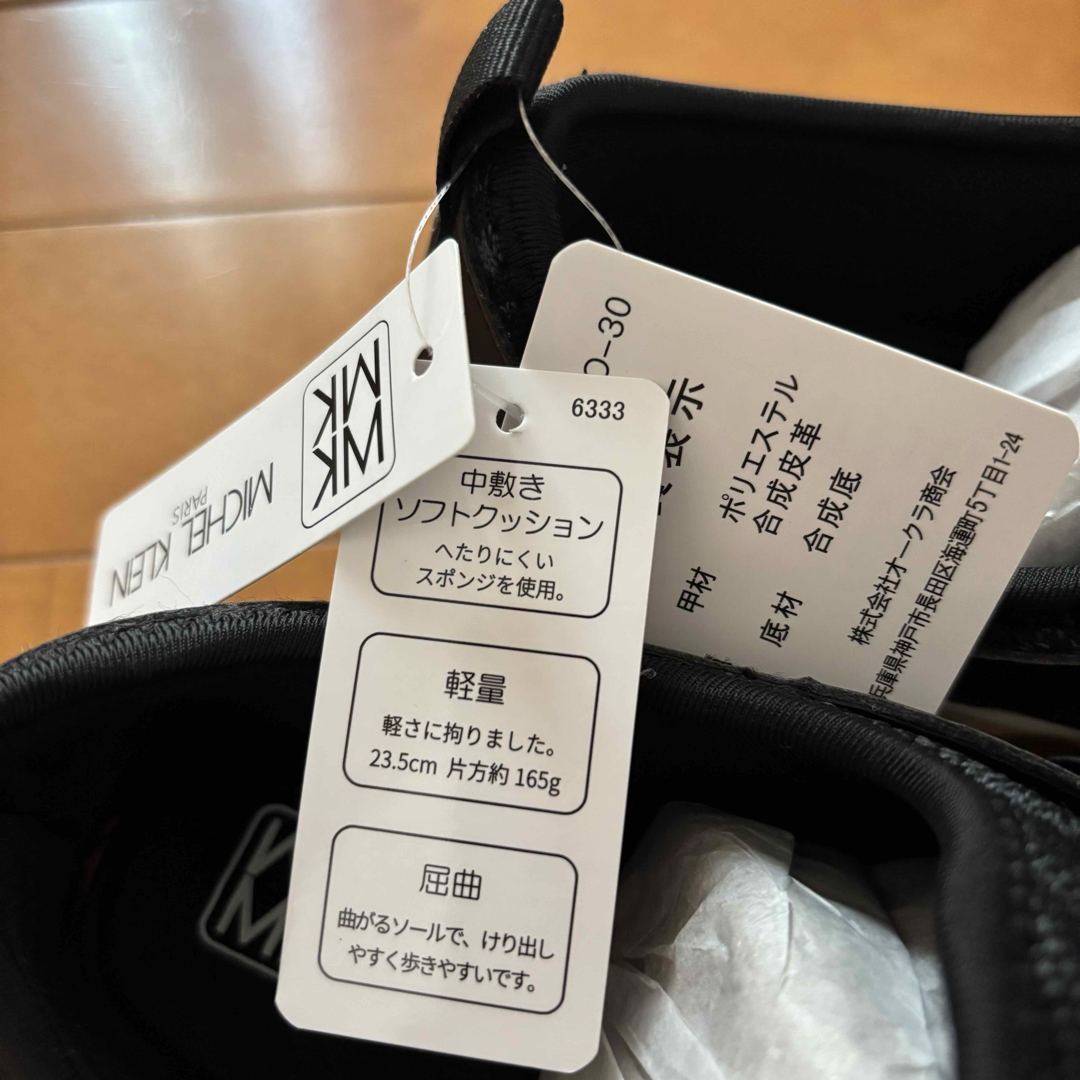 MK
MK
MICHEL KLEIN
PARIS
6333
中敷き
ソフトクッション
へたりにくい
スポンジを使用。
軽量
軽さに拘りました。
23.5cm 片方約 165g
屈曲
曲がるソールで、けり出し
やすく歩きやすいです。
-30
表示
甲材
ポリエステル
合成皮革
底材
合成底
株式会社オークラ商会
兵庫県神戸市長田区海運町5丁目1-24